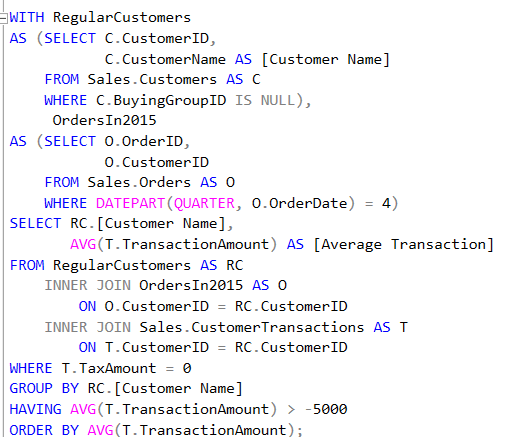 WITH RegularCustomers
AS (SELECT C.CustomerID,
           C.CustomerName AS [Customer Name]
    FROM Sales.Customers AS C
    WHERE C.BuyingGroupID IS NULL),
     OrdersIn2015
AS (SELECT O.OrderID,
           O.CustomerID
    FROM Sales.Orders AS O
    WHERE DATEPART(QUARTER, O.OrderDate) = 4)
SELECT RC.[Customer Name],
       AVG(T.TransactionAmount) AS [Average Transaction]
FROM RegularCustomers AS RC
    INNER JOIN OrdersIn2015 AS O
        ON O.CustomerID = RC.CustomerID
    INNER JOIN Sales.CustomerTransactions AS T
        ON T.CustomerID = RC.CustomerID
WHERE T.TaxAmount = 0
GROUP BY RC.[Customer Name]
HAVING AVG(T.TransactionAmount) > -5000
ORDER BY AVG(T.TransactionAmount);